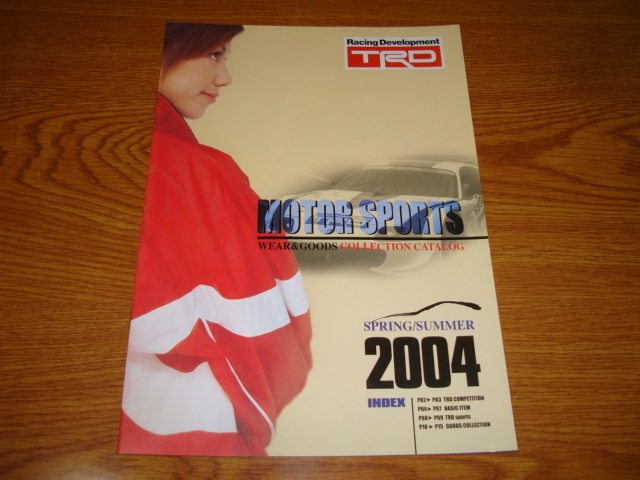 Racing Development
TRD
MOTOR SPORTS
WEAR&GOODS COLLECTION CATALOG
SPRING/SUMMER
2004
INDEX
P02▶ P03 TRD COMPETITION
P04▶ P07 BASIC ITEM
P08▶ P09 TRD sports
P10▶ P15 GOODS COLLECTION